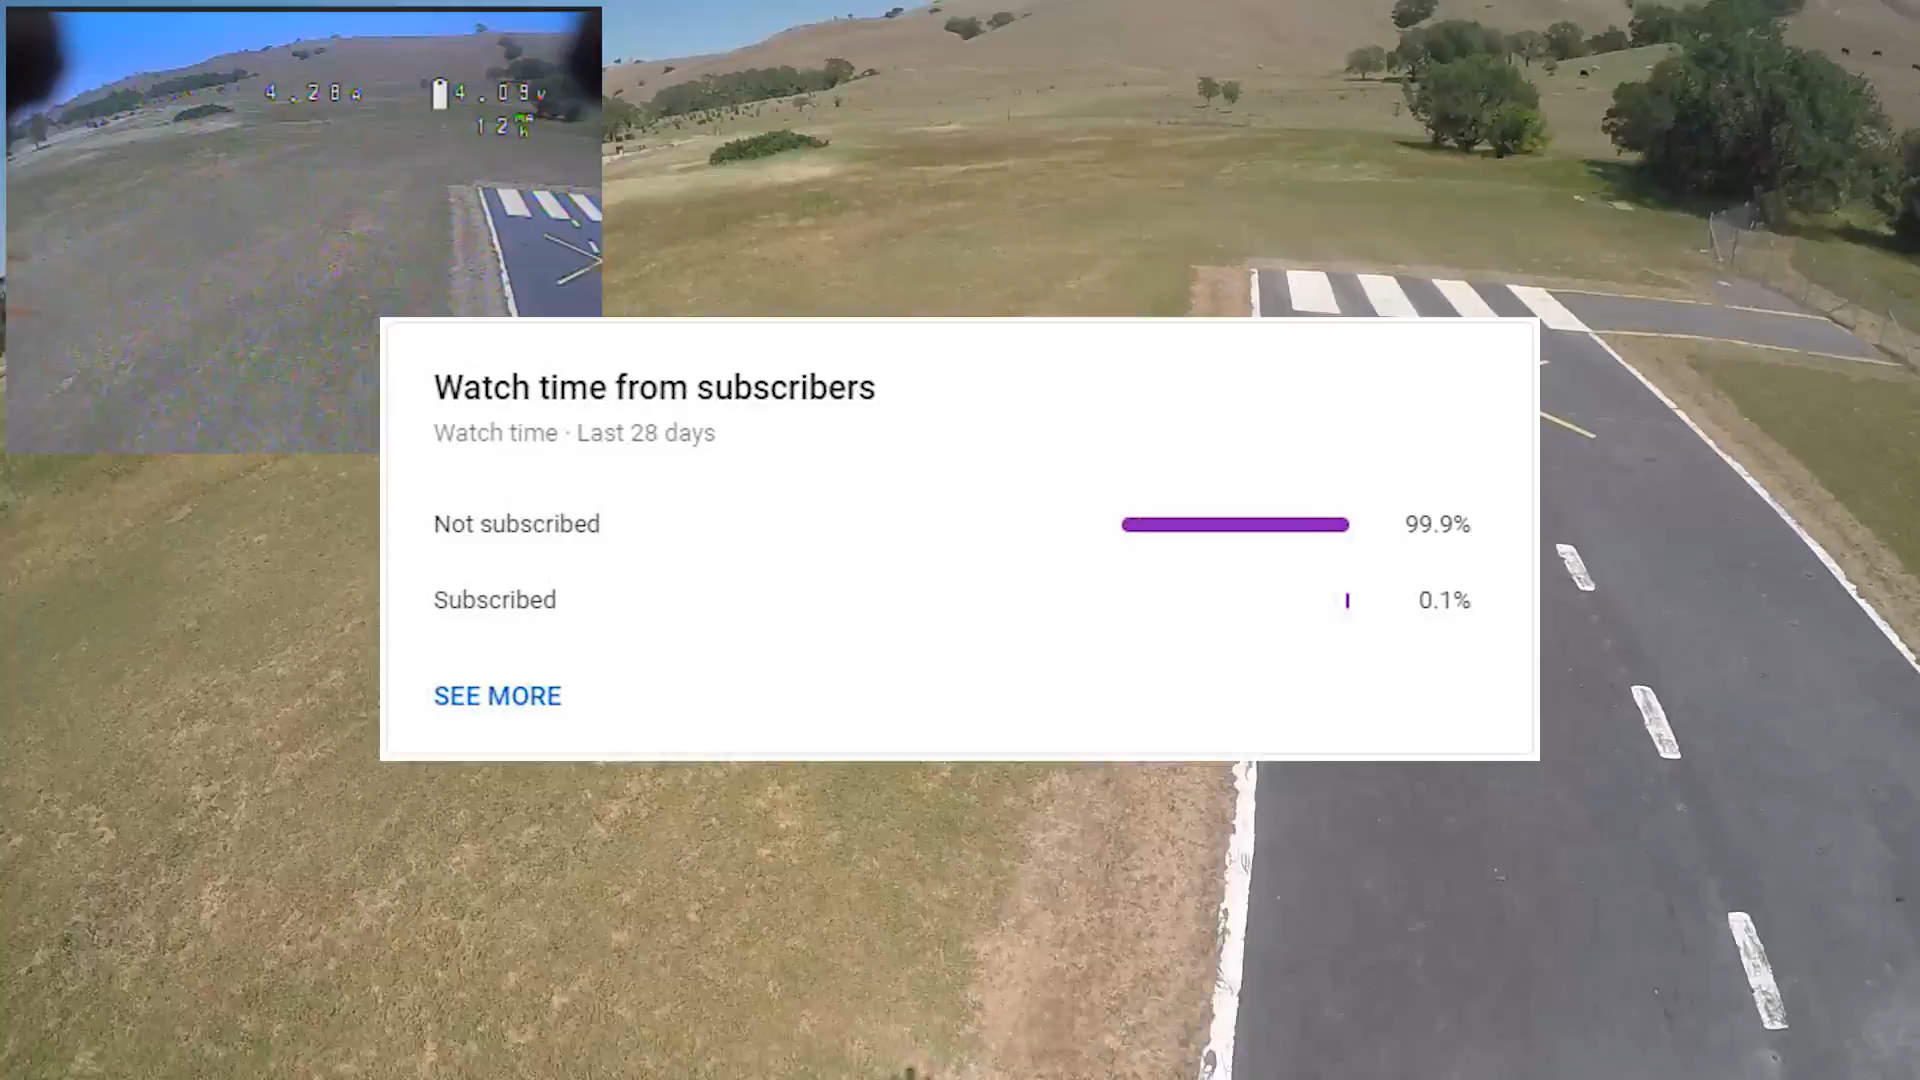 4.28A 4.09V
12
Watch time from subscribers
Watch time · Last 28 days
Not subscribed 99.9%
Subscribed 0.1%
SEE MORE